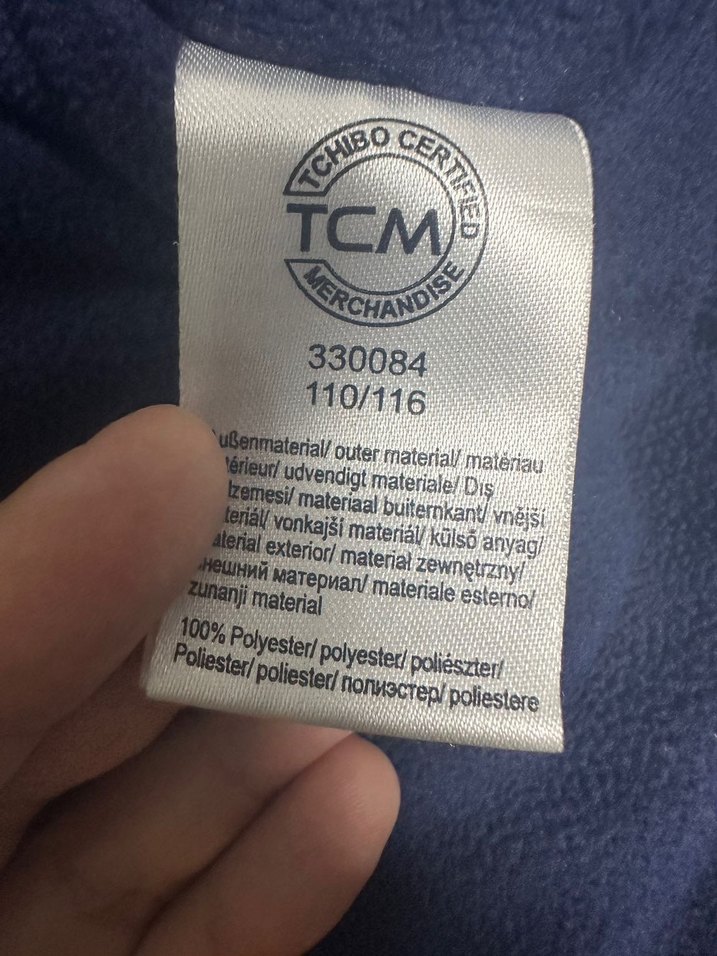 TCHIBO CERTIFIED
TCM
MERCHANDISE
330084
110/116
ußenmaterial/ outer material/ matériau
térieur/ udvendigt materiale/ Dış
lzemesi/ materiaal buitenkant/ vnější
teriál/ vonkajší materiál/ külső anyag/
aterial exterior/ materiał zewnętrzny/
нешний материал/ materiale esterno/
zunanji material
100% Polyester/ polyester/ poliészter/
Poliester/ poliester/ полиэстер/ poliestere